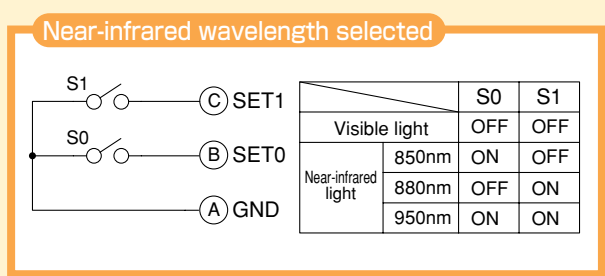 Near-infrared wavelength selected
S1
C SET1
S0
B SET0
A GND
S0 S1
Visible light OFF OFF
Near-infrared light
850nm ON OFF
880nm OFF ON
950nm ON ON